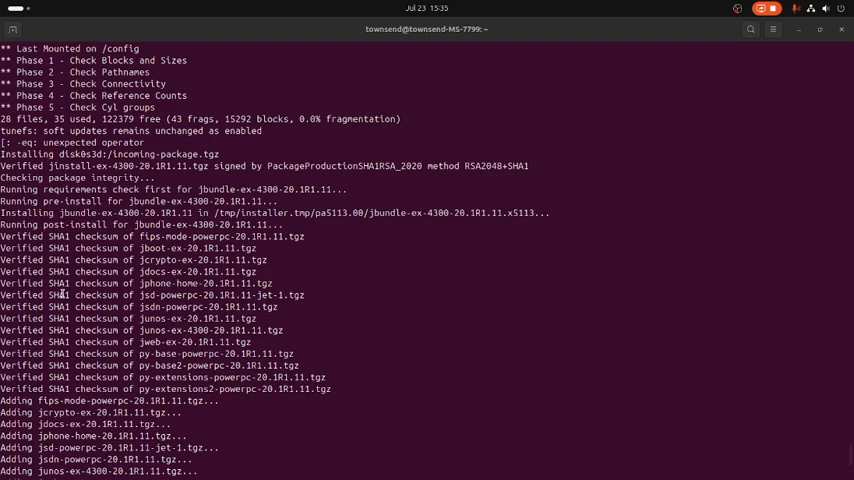 Jul 23 15:35
townsend@townsend-MS-7799: ~
** Last Mounted on /config
** Phase 1 - Check Blocks and Sizes
** Phase 2 - Check Pathnames
** Phase 3 - Check Connectivity
** Phase 4 - Check Reference Counts
** Phase 5 - Check Cyl groups
28 files, 35 used, 122379 free (43 frags, 15292 blocks, 0.0% fragmentation)
tunefs: soft updates remains unchanged as enabled
[: -eq: unexpected operator
Installing disk0s3d:/incoming-package.tgz
Verified jinstall-ex-4300-20.1R1.11.tgz signed by PackageProductionSHA1RSA_2020 method RSA2048+SHA1
Checking package integrity...
Running requirements check first for jbundle-ex-4300-20.1R1.11...
Running pre-install for jbundle-ex-4300-20.1R1.11...
Installing jbundle-ex-4300-20.1R1.11 in /tmp/installer.tmp/pa5113.00/jbundle-ex-4300-20.1R1.11.x5113...
Running post-install for jbundle-ex-4300-20.1R1.11...
Verified SHA1 checksum of fips-mode-powerpc-20.1R1.11.tgz
Verified SHA1 checksum of jboot-ex-20.1R1.11.tgz
Verified SHA1 checksum of jcrypto-ex-20.1R1.11.tgz
Verified SHA1 checksum of jdocs-ex-20.1R1.11.tgz
Verified SHA1 checksum of jphone-home-20.1R1.11.tgz
Verified SHA1 checksum of jsd-powerpc-20.1R1.11-jet-1.tgz
Verified SHA1 checksum of jsdn-powerpc-20.1R1.11.tgz
Verified SHA1 checksum of junos-ex-20.1R1.11.tgz
Verified SHA1 checksum of junos-ex-4300-20.1R1.11.tgz
Verified SHA1 checksum of jweb-ex-20.1R1.11.tgz
Verified SHA1 checksum of py-base-powerpc-20.1R1.11.tgz
Verified SHA1 checksum of py-base2-powerpc-20.1R1.11.tgz
Verified SHA1 checksum of py-extensions-powerpc-20.1R1.11.tgz
Verified SHA1 checksum of py-extensions2-powerpc-20.1R1.11.tgz
Adding fips-mode-powerpc-20.1R1.11.tgz...
Adding jcrypto-ex-20.1R1.11.tgz...
Adding jdocs-ex-20.1R1.11.tgz...
Adding jphone-home-20.1R1.11.tgz...
Adding jsd-powerpc-20.1R1.11-jet-1.tgz...
Adding jsdn-powerpc-20.1R1.11.tgz...
Adding junos-ex-4300-20.1R1.11.tgz...